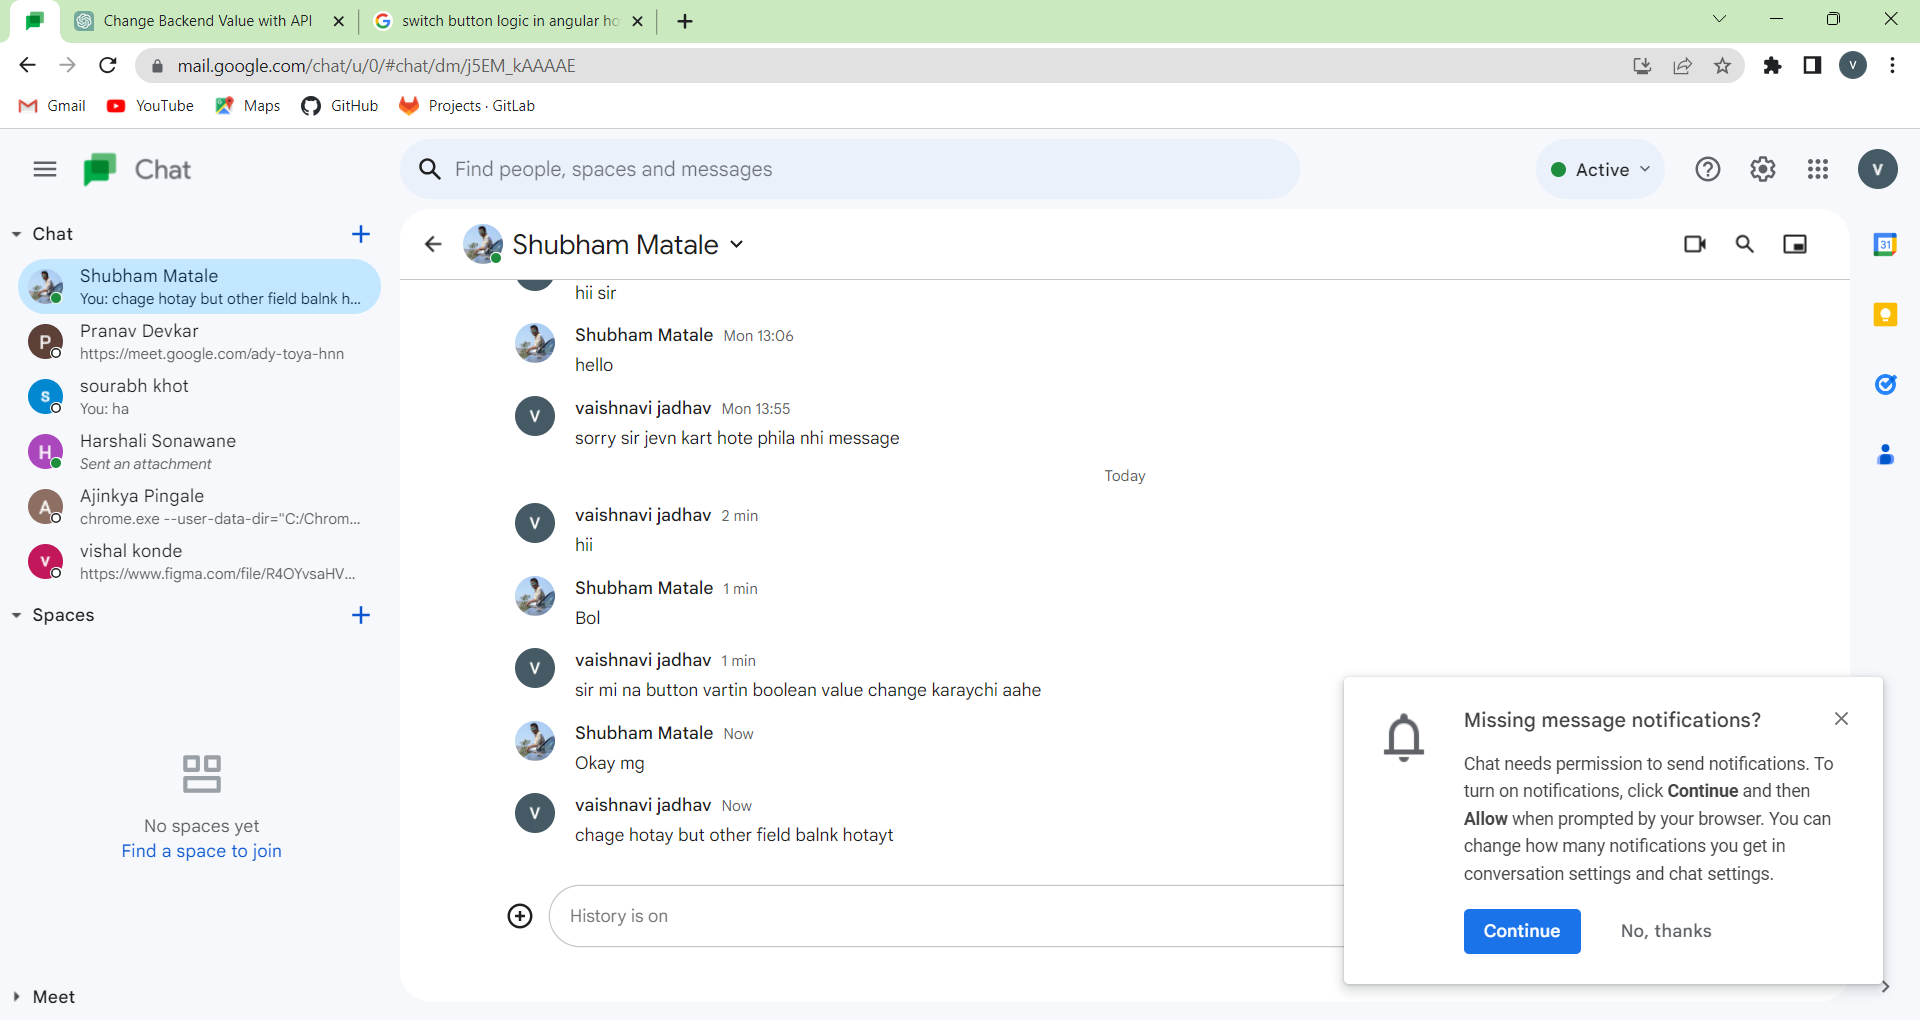 Change Backend Value with API
switch button logic in angular ho
mail.google.com/chat/u/0/#chat/dm/j5EM_kAAAAE
V
Gmail
YouTube
Maps
GitHub
Projects · GitLab
Chat
Find people, spaces and messages
Active
V
Chat
Shubham Matale
You: chage hotay but other field balnk h...
P
Pranav Devkar
https://meet.google.com/ady-toya-hnn
S
sourabh khot
You: ha
H
Harshali Sonawane
Sent an attachment
A
Ajinkya Pingale
chrome.exe --user-data-dir="C:/Chrom...
V
vishal konde
https://www.figma.com/file/R4OYvsaHV...
Spaces
No spaces yet
Find a space to join
Meet
Shubham Matale
hii sir
Shubham Matale Mon 13:06
hello
V
vaishnavi jadhav Mon 13:55
sorry sir jevn kart hote phila nhi message
Today
V
vaishnavi jadhav 2 min
hii
Shubham Matale 1 min
Bol
V
vaishnavi jadhav 1 min
sir mi na button vartin boolean value change karaychi aahe
Shubham Matale Now
Okay mg
V
vaishnavi jadhav Now
chage hotay but other field balnk hotayt
History is on
31
Missing message notifications?
Chat needs permission to send notifications. To
turn on notifications, click Continue and then
Allow when prompted by your browser. You can
change how many notifications you get in
conversation settings and chat settings.
Continue
No, thanks